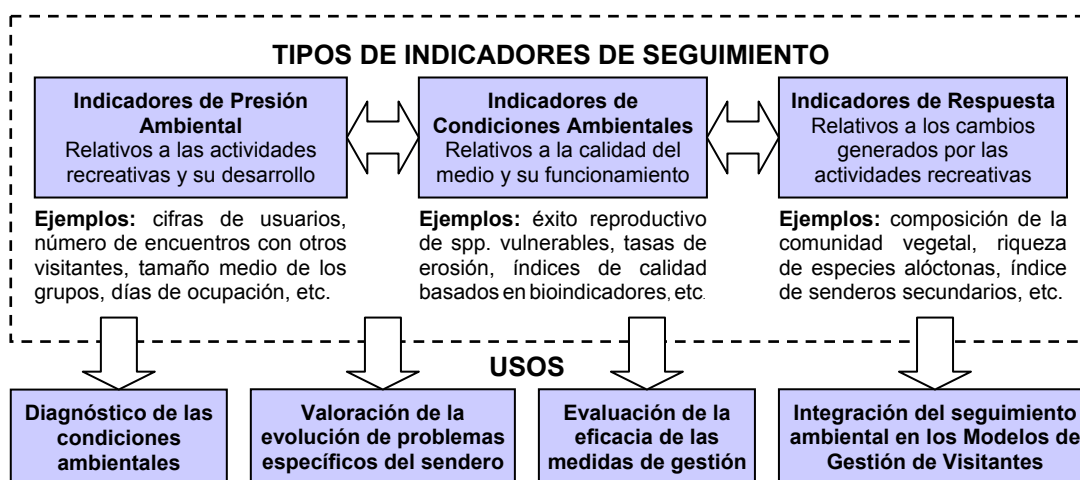 TIPOS DE INDICADORES DE SEGUIMIENTO
Indicadores de Presión
Ambiental
Relativos a las actividades
recreativas y su desarrollo
Indicadores de
Condiciones Ambientales
Relativos a la calidad del
medio y su funcionamiento
Indicadores de Respuesta
Relativos a los cambios
generados por las
actividades recreativas
Ejemplos: cifras de usuarios,
número de encuentros con otros
visitantes, tamaño medio de los
grupos, días de ocupación, etc.
Ejemplos: éxito reproductivo
de spp. vulnerables, tasas de
erosión, índices de calidad
basados en bioindicadores, etc.
Ejemplos: composición de la
comunidad vegetal, riqueza
de especies alóctonas, índice
de senderos secundarios, etc.
USOS
Diagnóstico de las
condiciones
ambientales
Valoración de la
evolución de problemas
específicos del sendero
Evaluación de la
eficacia de las
medidas de gestión
Integración del seguimiento
ambiental en los Modelos de
Gestión de Visitantes